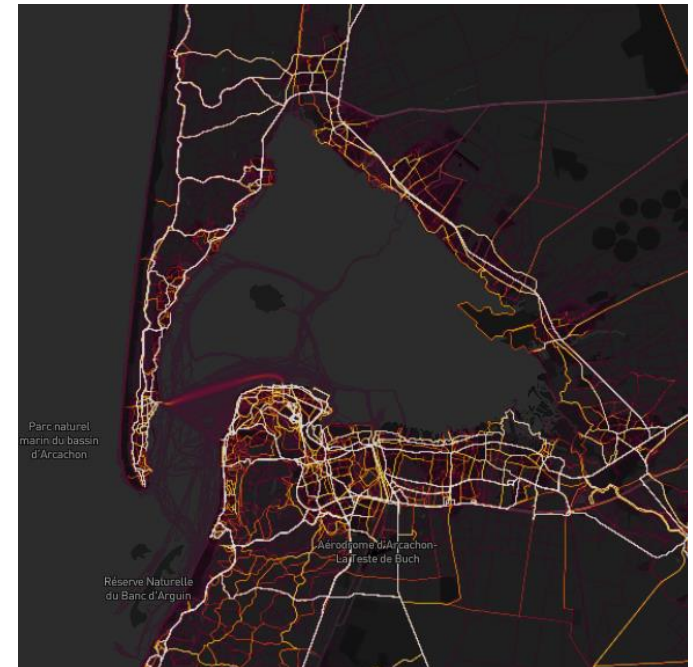 Parc naturel
marin du bassin
d'Arcachon
Aérodrome d'Arcachon-
La Teste de Buch
Réserve Naturelle
du Banc d'Arguin